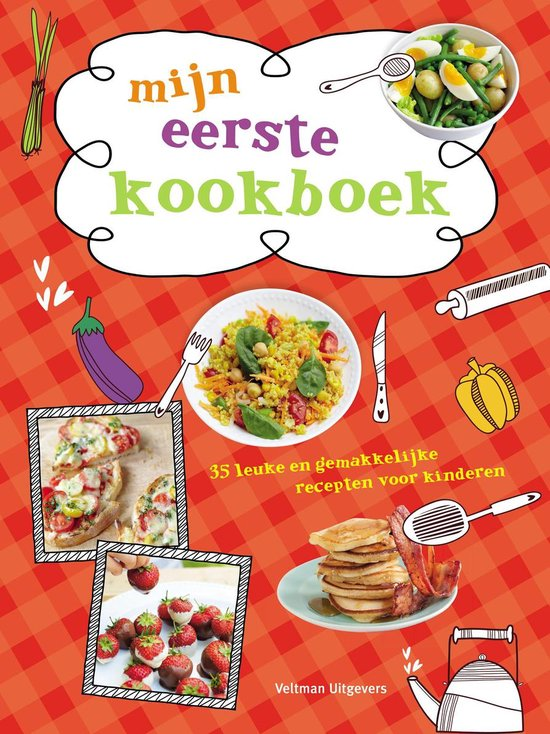 mijn
eerste
kookboek
35 leuke en gemakkelijke
recepten voor kinderen
Veltman Uitgevers